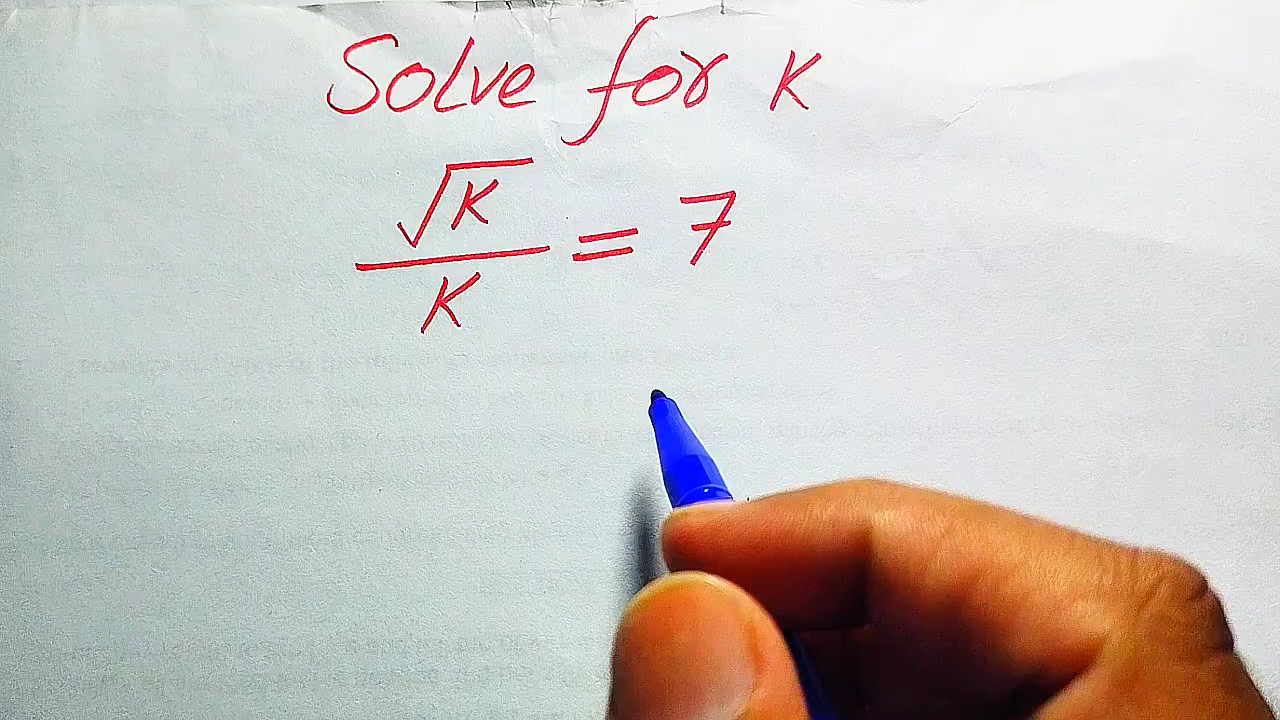 Solve for K
√K / K = 7